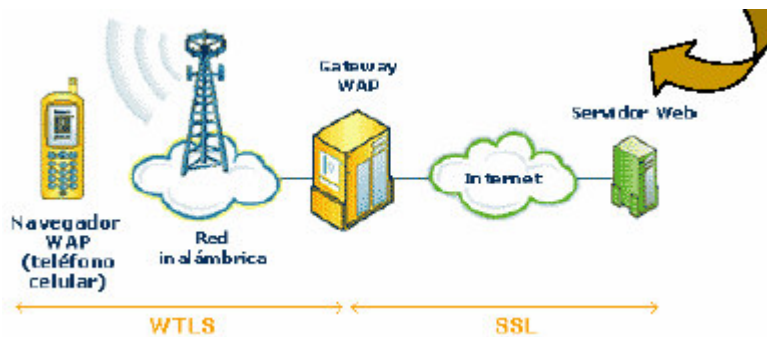 Gateway
WAP
Servidor Web
Internet
Navegador
WAP
(teléfono
celular)
Red
inalámbrica
WTLS
SSL